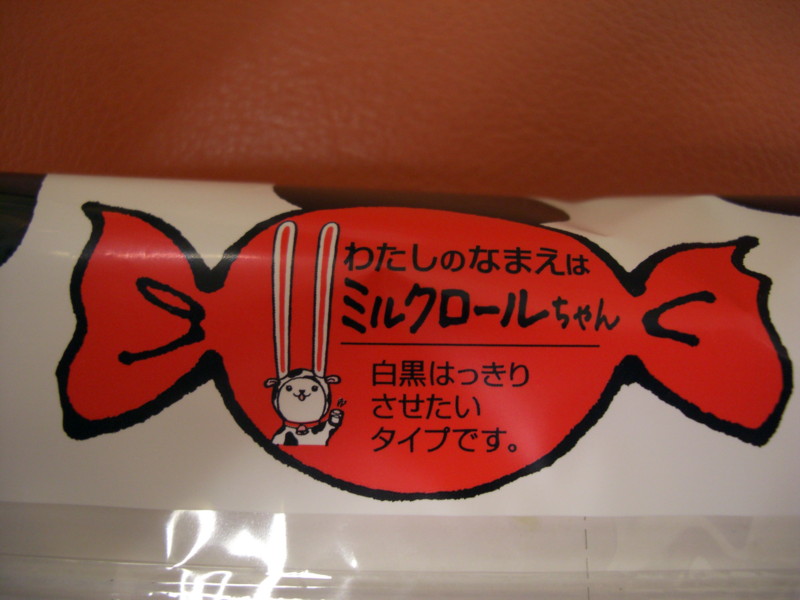 わたしのなまえは
ミルクロールちゃん
白黒はっきり
させたい
タイプです。